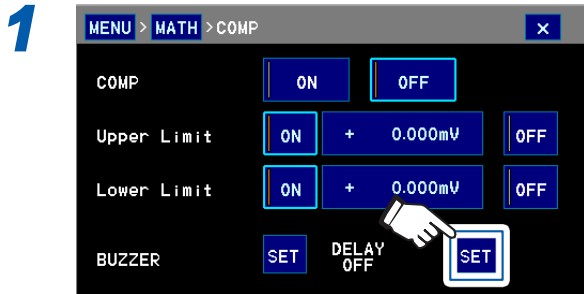 1
MENU > MATH > COMP ×
COMP ON OFF
Upper Limit ON + 0.000mV OFF
Lower Limit ON + 0.000mV OFF
BUZZER SET DELAY OFF SET